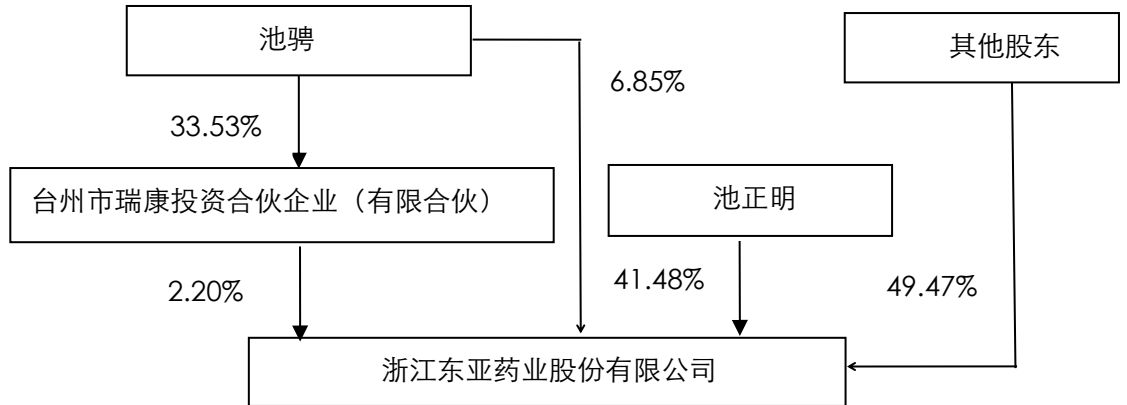 池骋
其他股东
6.85%
33.53%
台州市瑞康投资合伙企业（有限合伙）
池正明
2.20%
41.48%
49.47%
浙江东亚药业股份有限公司